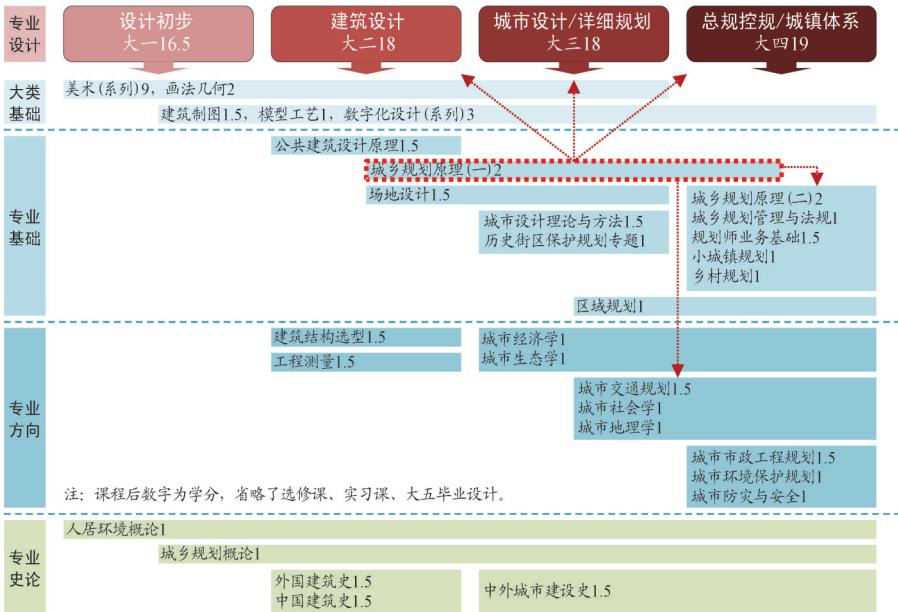 专业
设计
设计初步
大一16.5
建筑设计
大二18
城市设计/详细规划
大三18
总规控规/城镇体系
大四19
大类
基础
美术(系列)9，画法几何2
建筑制图1.5，模型工艺1，数字化设计(系列)3
专业
基础
公共建筑设计原理1.5
城乡规划原理(一)2
场地设计1.5
城市设计理论与方法1.5
历史街区保护规划专题1
城乡规划原理(二)2
城乡规划管理与法规1
规划师业务基础1.5
小城镇规划1
乡村规划1
区域规划1
专业
方向
建筑结构选型1.5
工程测量1.5
城市经济学1
城市生态学1
城市交通规划1.5
城市社会学1
城市地理学1
城市市政工程规划1.5
城市环境保护规划1
城市防灾与安全1
注：课程后数字为学分，省略了选修课、实习课、大五毕业设计。
专业
史论
人居环境概论1
城乡规划概论1
外国建筑史1.5
中国建筑史1.5
中外城市建设史1.5